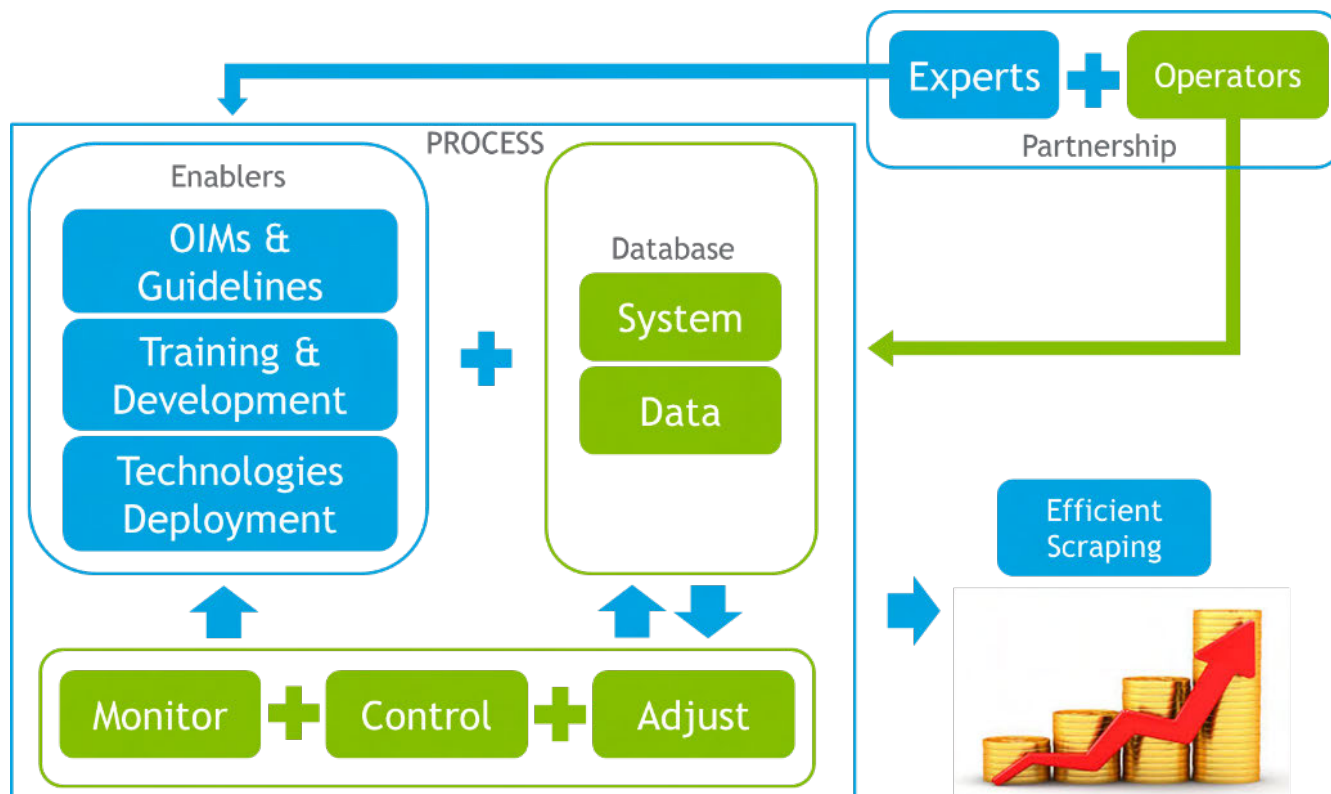 Experts
Operators
Partnership
PROCESS
Enablers
OIMs &
Guidelines
Training &
Development
Technologies
Deployment
Database
System
Data
Efficient
Scraping
Monitor
Control
Adjust